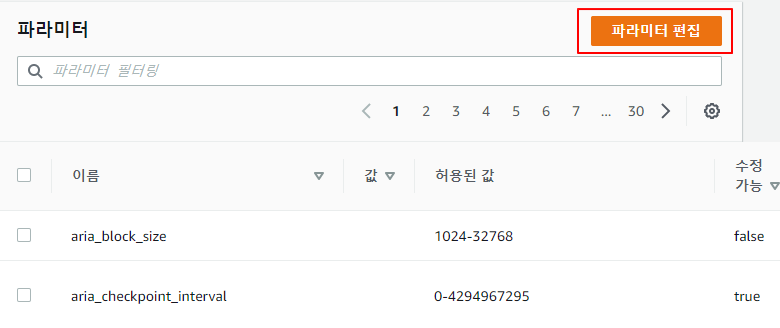 파라미터
파라미터 편집
파라미터 필터링
1 2 3 4 5 6 7 ... 30
이름 값 허용된 값 수정
가능
aria_block_size 1024-32768 false
aria_checkpoint_interval 0-4294967295 true